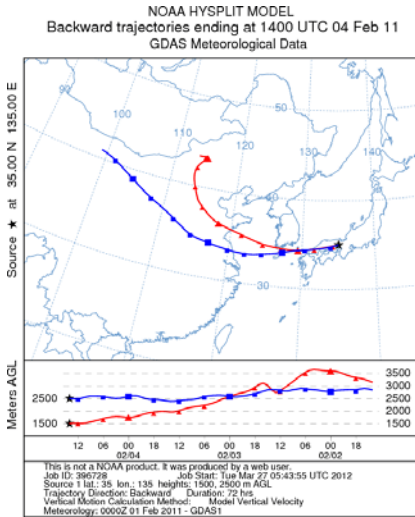 NOAA HYSPLIT MODEL
Backward trajectories ending at 1400 UTC 04 Feb 11
GDAS Meteorological Data
Source ★ at 35.00 N 135.00 E
90
100
110
120
130
140
50
40
30
Meters AGL
2500
1500
3500
3000
2500
2000
1500
12 06 00 18 12 06 00 18 12 06 00 18
02/04 02/03 02/02
This is not a NOAA product. It was produced by a web user.
Job ID: 396728 Job Start: Tue Mar 27 05:43:55 UTC 2012
Source 1 lat.: 35 lon.: 135 heights: 1500, 2500 m AGL
Trajectory Direction: Backward Duration: 72 hrs
Vertical Motion Calculation Method: Model Vertical Velocity
Meteorology: 0000Z 01 Feb 2011 - GDAS1